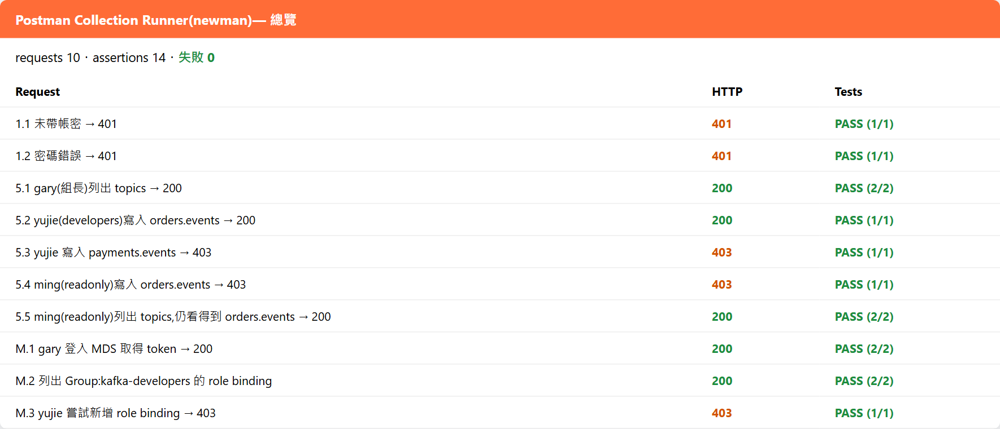 Postman Collection Runner(newman)— 總覽
requests 10 · assertions 14 · 失敗 0
Request HTTP Tests
1.1 未帶帳密 → 401 401 PASS (1/1)
1.2 密碼錯誤 → 401 401 PASS (1/1)
5.1 gary(組長)列出 topics → 200 200 PASS (2/2)
5.2 yujie(developers)寫入 orders.events → 200 200 PASS (1/1)
5.3 yujie 寫入 payments.events → 403 403 PASS (1/1)
5.4 ming(readonly)寫入 orders.events → 403 403 PASS (1/1)
5.5 ming(readonly)列出 topics,仍看得到 orders.events → 200 200 PASS (2/2)
M.1 gary 登入 MDS 取得 token → 200 200 PASS (2/2)
M.2 列出 Group:kafka-developers 的 role binding 200 PASS (2/2)
M.3 yujie 嘗試新增 role binding → 403 403 PASS (1/1)